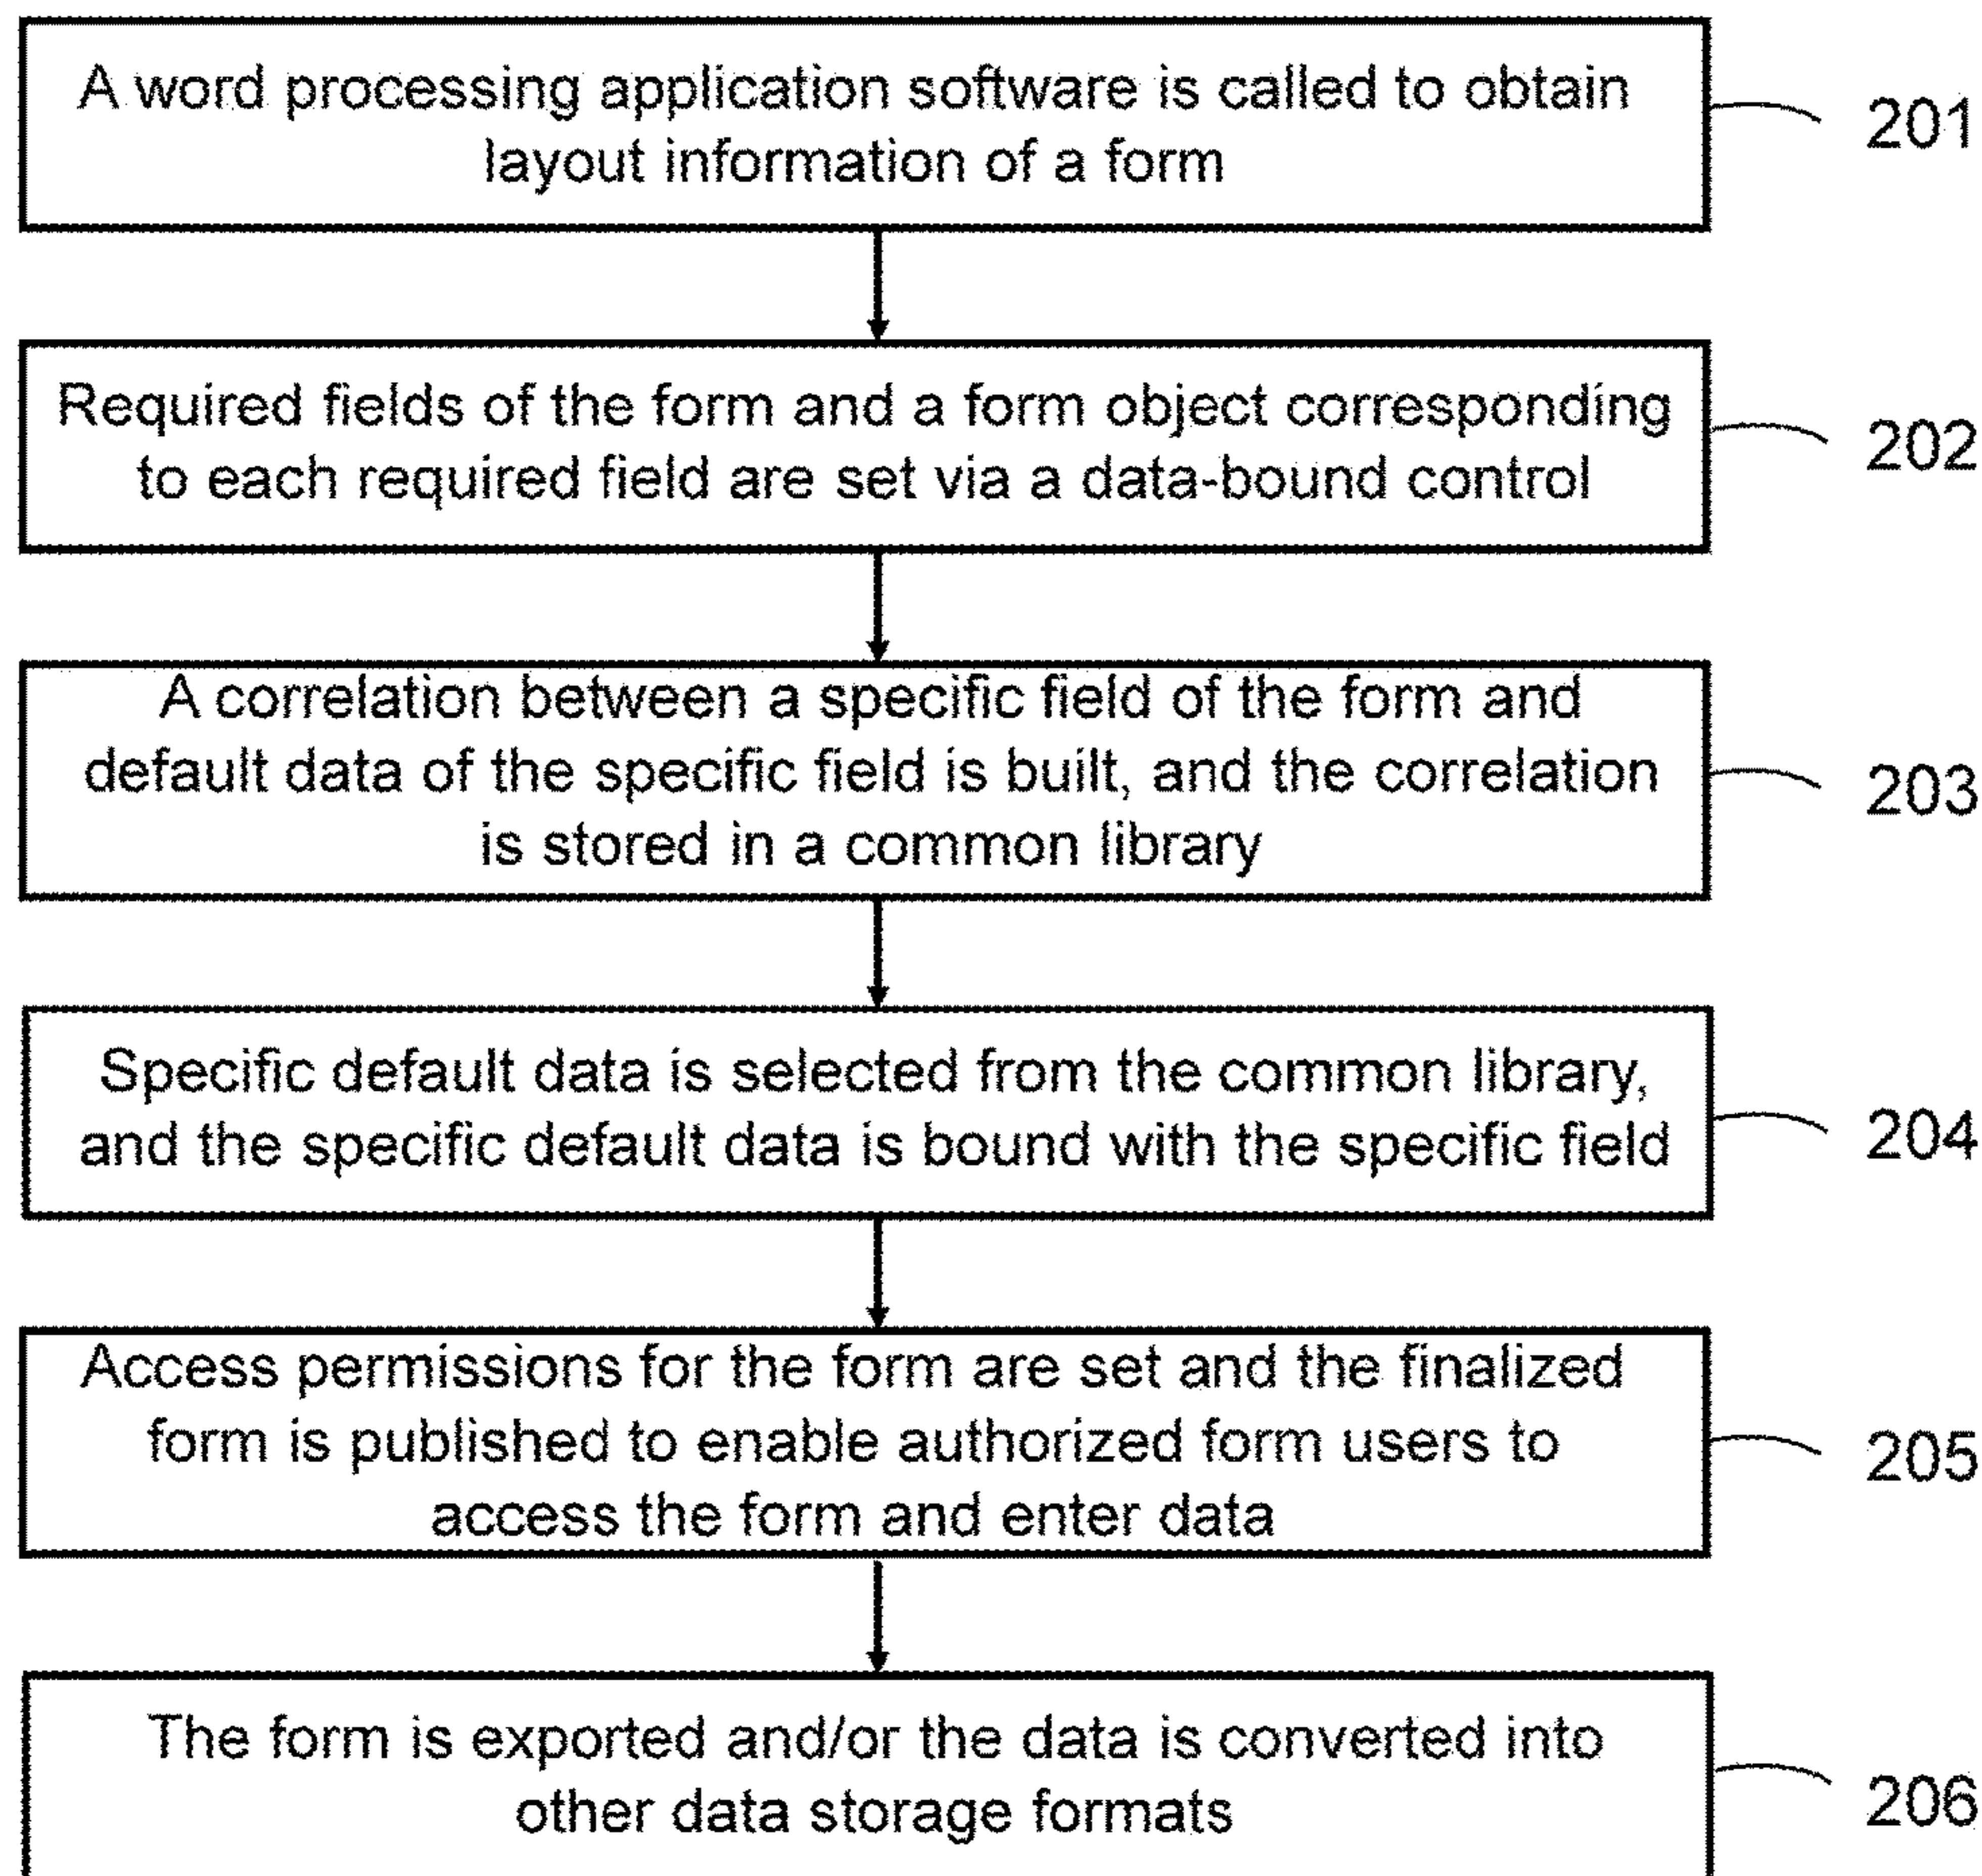 A word processing application software is called to obtain
layout information of a form
201
Required fields of the form and a form object corresponding
to each required field are set via a data-bound control
202
A correlation between a specific field of the form and
default data of the specific field is built, and the correlation
is stored in a common library
203
Specific default data is selected from the common library,
and the specific default data is bound with the specific field
204
Access permissions for the form are set and the finalized
form is published to enable authorized form users to
access the form and enter data
205
The form is exported and/or the data is converted into
other data storage formats
206